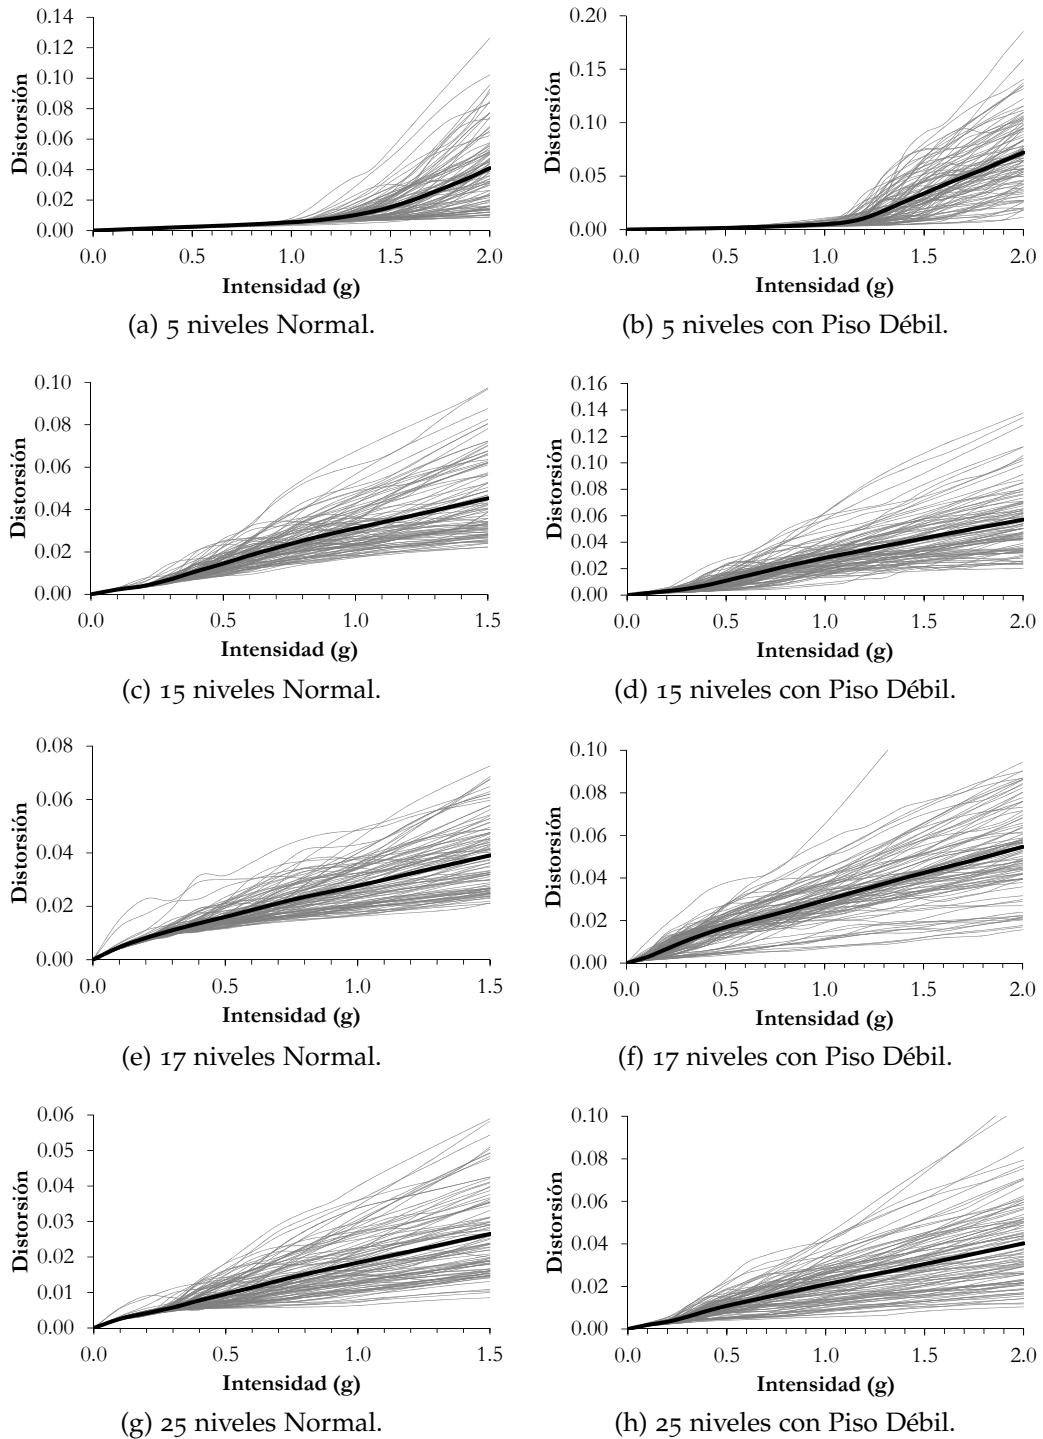 0.14
0.12
0.10
0.08
0.06
0.04
0.02
0.00
Distorsión
0.0 0.5 1.0 1.5 2.0
Intensidad (g)
(a) 5 niveles Normal.
0.20
0.15
0.10
0.05
0.00
Distorsión
0.0 0.5 1.0 1.5 2.0
Intensidad (g)
(b) 5 niveles con Piso Débil.
0.10
0.08
0.06
0.04
0.02
0.00
Distorsión
0.0 0.5 1.0 1.5
Intensidad (g)
(c) 15 niveles Normal.
0.16
0.14
0.12
0.10
0.08
0.06
0.04
0.02
0.00
Distorsión
0.0 0.5 1.0 1.5 2.0
Intensidad (g)
(d) 15 niveles con Piso Débil.
0.08
0.06
0.04
0.02
0.00
Distorsión
0.0 0.5 1.0 1.5
Intensidad (g)
(e) 17 niveles Normal.
0.10
0.08
0.06
0.04
0.02
0.00
Distorsión
0.0 0.5 1.0 1.5 2.0
Intensidad (g)
(f) 17 niveles con Piso Débil.
0.06
0.05
0.04
0.03
0.02
0.01
0.00
Distorsión
0.0 0.5 1.0 1.5
Intensidad (g)
(g) 25 niveles Normal.
0.10
0.08
0.06
0.04
0.02
0.00
Distorsión
0.0 0.5 1.0 1.5 2.0
Intensidad (g)
(h) 25 niveles con Piso Débil.